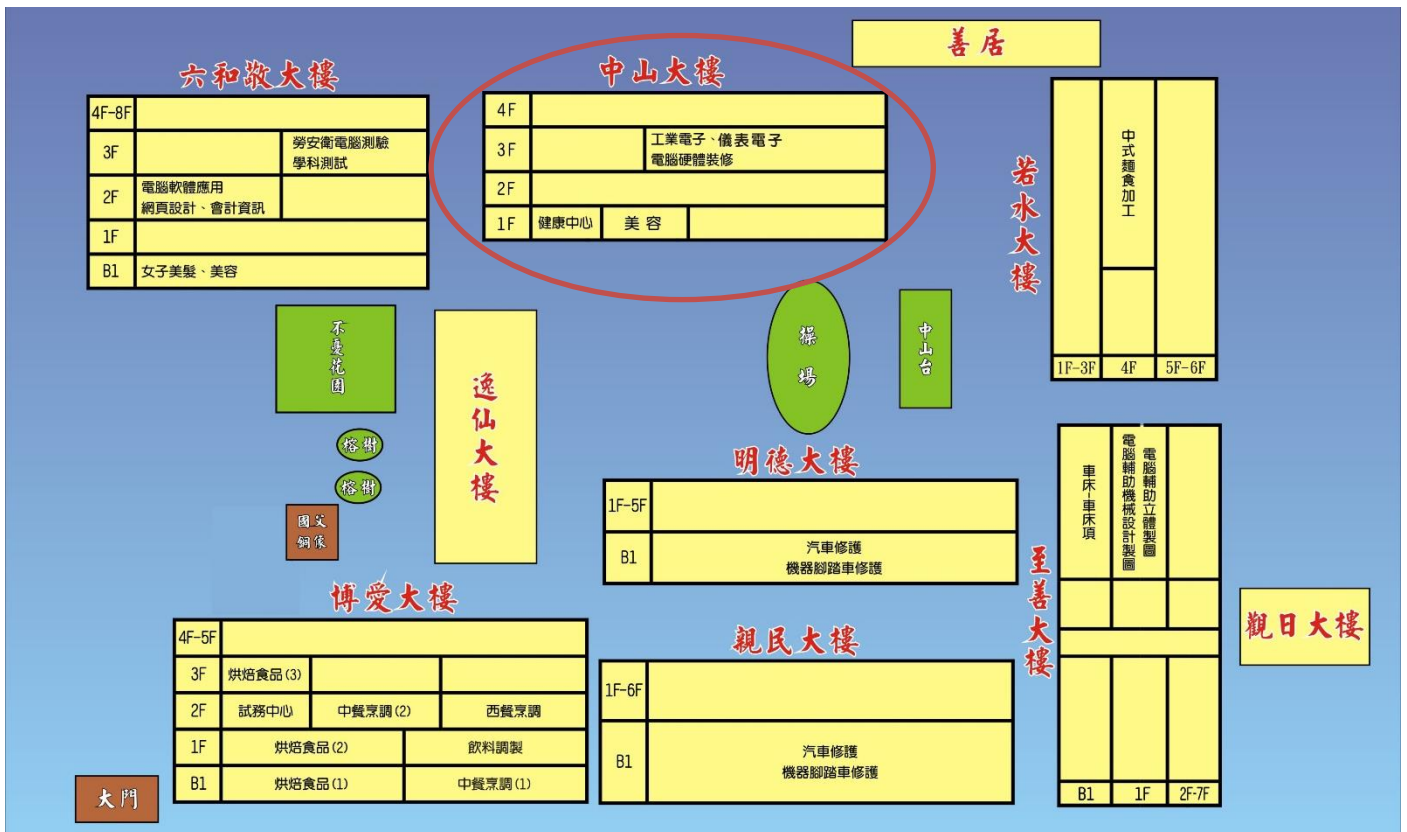 善居
六和敬大樓
4F-8F
3F
勞安衛電腦測驗
學科測試
2F
電腦軟體應用
網頁設計、會計資訊
1F
B1
女子美髮、美容
中山大樓
4F
3F
工業電子、儀表電子
電腦硬體裝修
2F
1F
健康中心
美容
若水大樓
中式麵食加工
1F-3F
4F
5F-6F
不憂花園
榕樹
榕樹
國父
銅像
逸仙大樓
操場
中山台
明德大樓
1F-5F
B1
汽車修護
機器腳踏車修護
至善大樓
車床-車床項
電腦輔助立體製圖
電腦輔助機械設計製圖
B1
1F
2F-7F
觀日大樓
博愛大樓
4F-5F
3F
烘焙食品(3)
2F
試務中心
中餐烹調(2)
西餐烹調
1F
烘焙食品(2)
飲料調製
B1
烘焙食品(1)
中餐烹調(1)
親民大樓
1F-6F
B1
汽車修護
機器腳踏車修護
大門